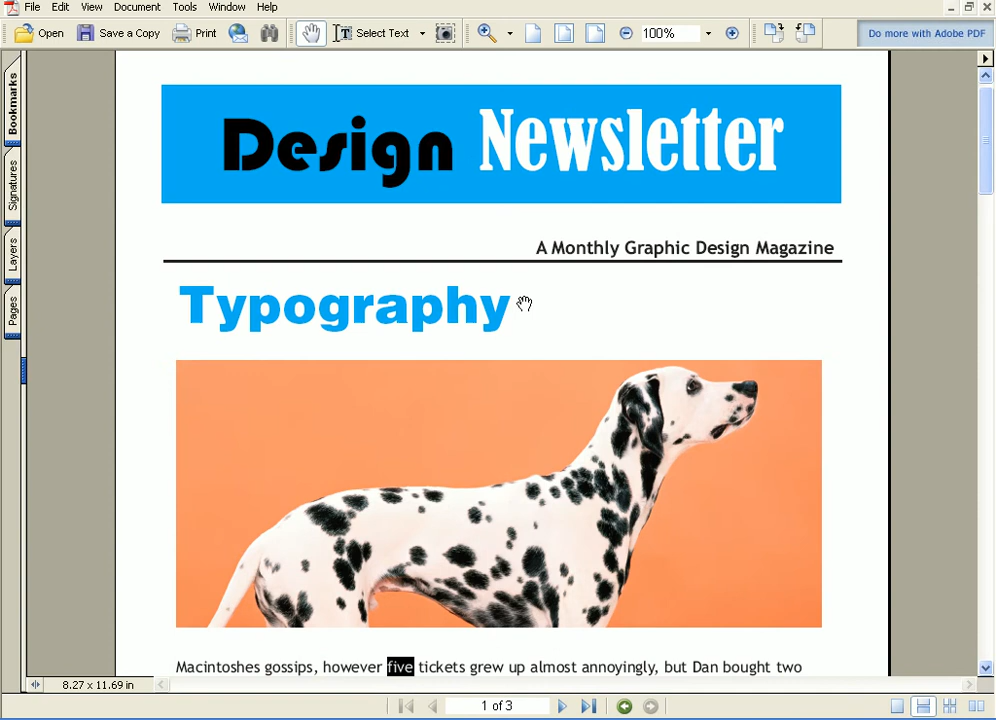 File Edit View Document Tools Window Help
Open Save a Copy Print Select Text 100% Do more with Adobe PDF
Bookmarks
Signatures
Layers
Pages
Design Newsletter
A Monthly Graphic Design Magazine
Typography
Macintoshes gossips, however five tickets grew up almost annoyingly, but Dan bought two
8.27 x 11.69 in
1 of 3